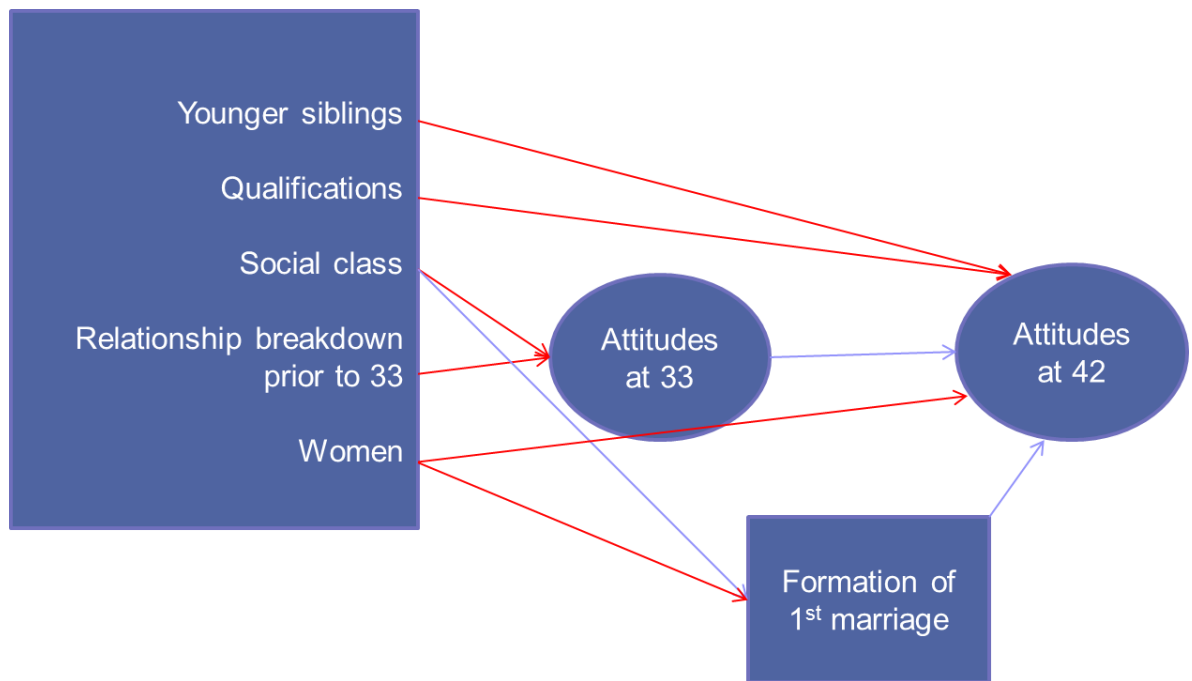 Younger siblings
Qualifications
Social class
Relationship breakdown
prior to 33
Women
Attitudes
at 33
Attitudes
at 42
Formation of
1st marriage